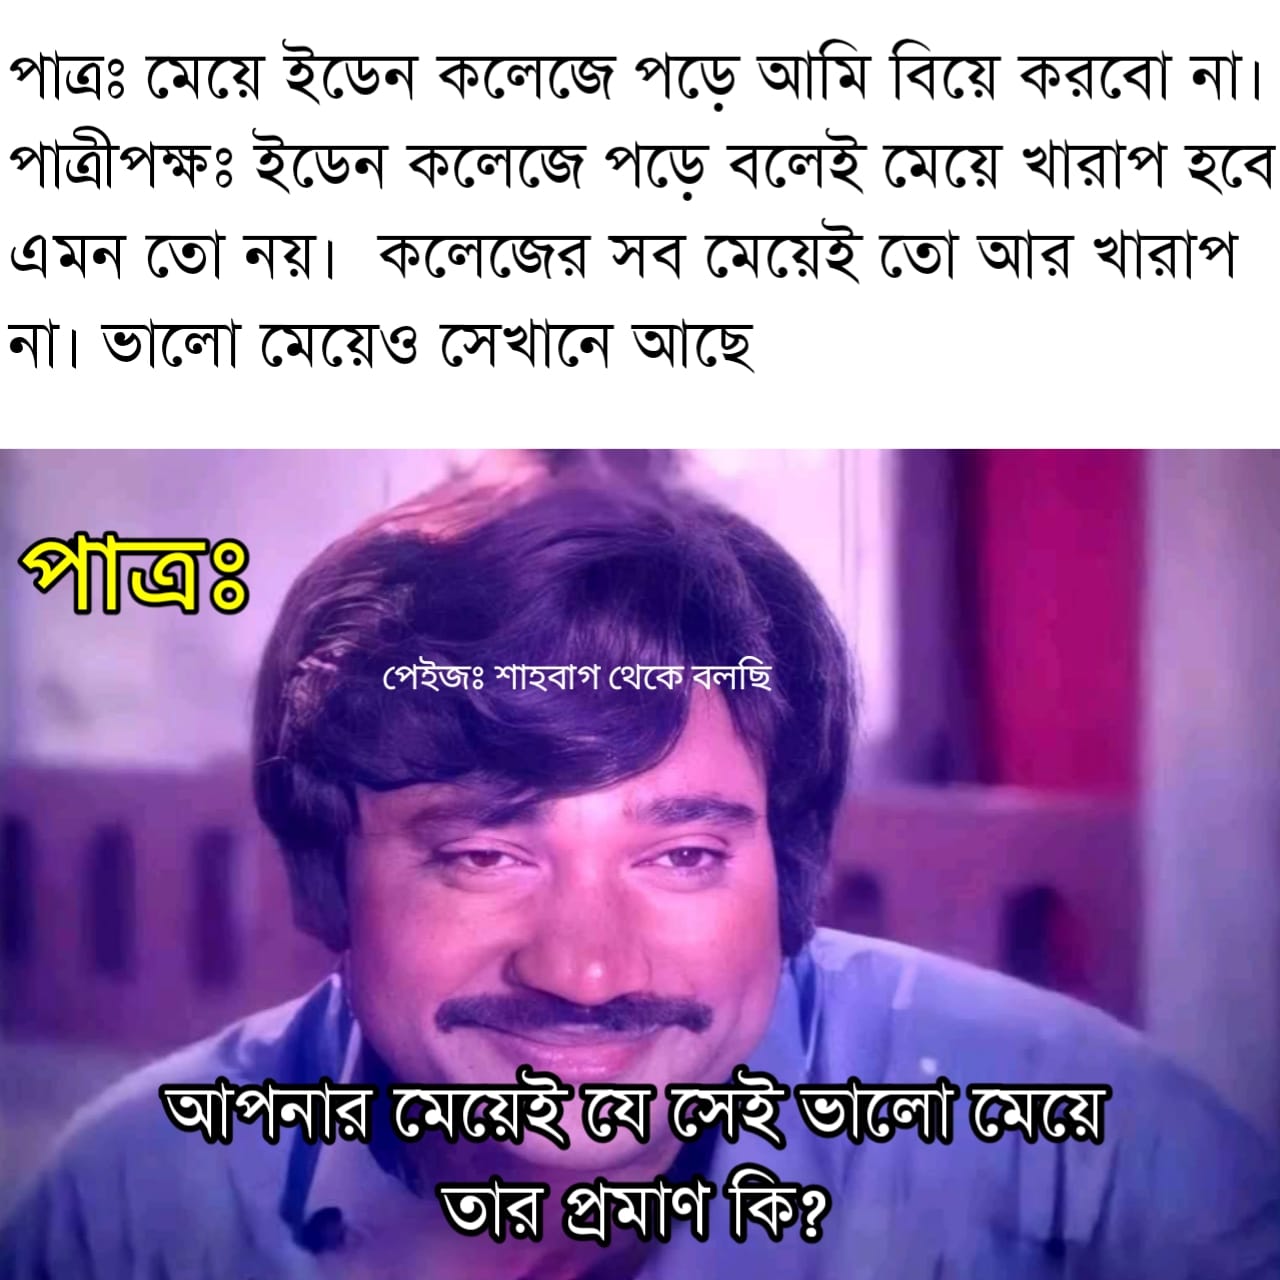 পাত্রঃ মেয়ে ইডেন কলেজে পড়ে আমি বিয়ে করবো না।
পাত্রীপক্ষঃ ইডেন কলেজে পড়ে বলেই মেয়ে খারাপ হবে
এমন তো নয়। কলেজের সব মেয়েই তো আর খারাপ
না। ভালো মেয়েও সেখানে আছে
পাত্রঃ
পেইজঃ শাহবাগ থেকে বলছি
আপনার মেয়েই যে সেই ভালো মেয়ে
তার প্রমাণ কি?